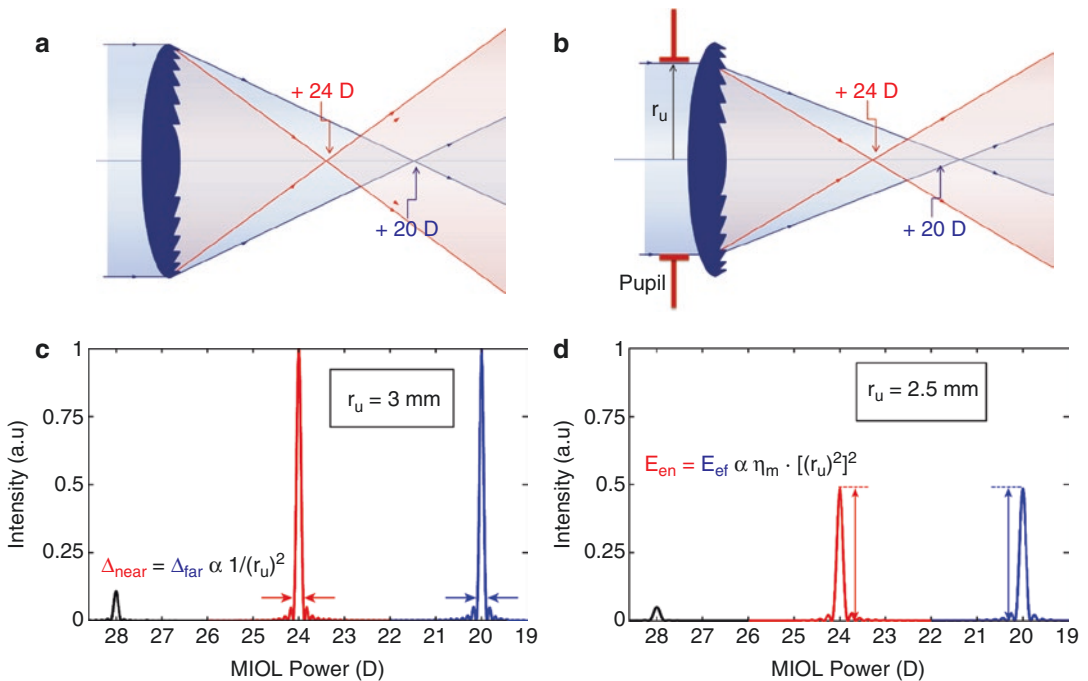 a
+ 24 D
+ 20 D
b
r_u
+ 24 D
+ 20 D
Pupil
c
r_u = 3 mm
Δ_near = Δ_far α 1/(r_u)²
Intensity (a.u)
1
0.75
0.5
0.25
0
28 27 26 25 24 23 22 21 20 19
MIOL Power (D)
d
r_u = 2.5 mm
E_en = E_ef α η_m · [(r_u)²]²
Intensity (a.u)
1
0.75
0.5
0.25
0
28 27 26 25 24 23 22 21 20 19
MIOL Power (D)